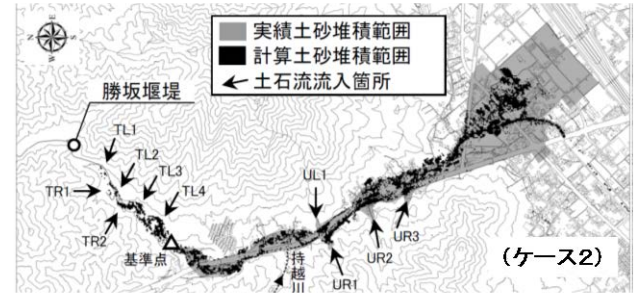 実績土砂堆積範囲
計算土砂堆積範囲
土石流流入箇所
勝坂堰堤
TL1
TL2
TL3
TL4
TR1
TR2
基準点
UL1
持越川
UR1
UR2
UR3
(ケース2)
N
E
S
W